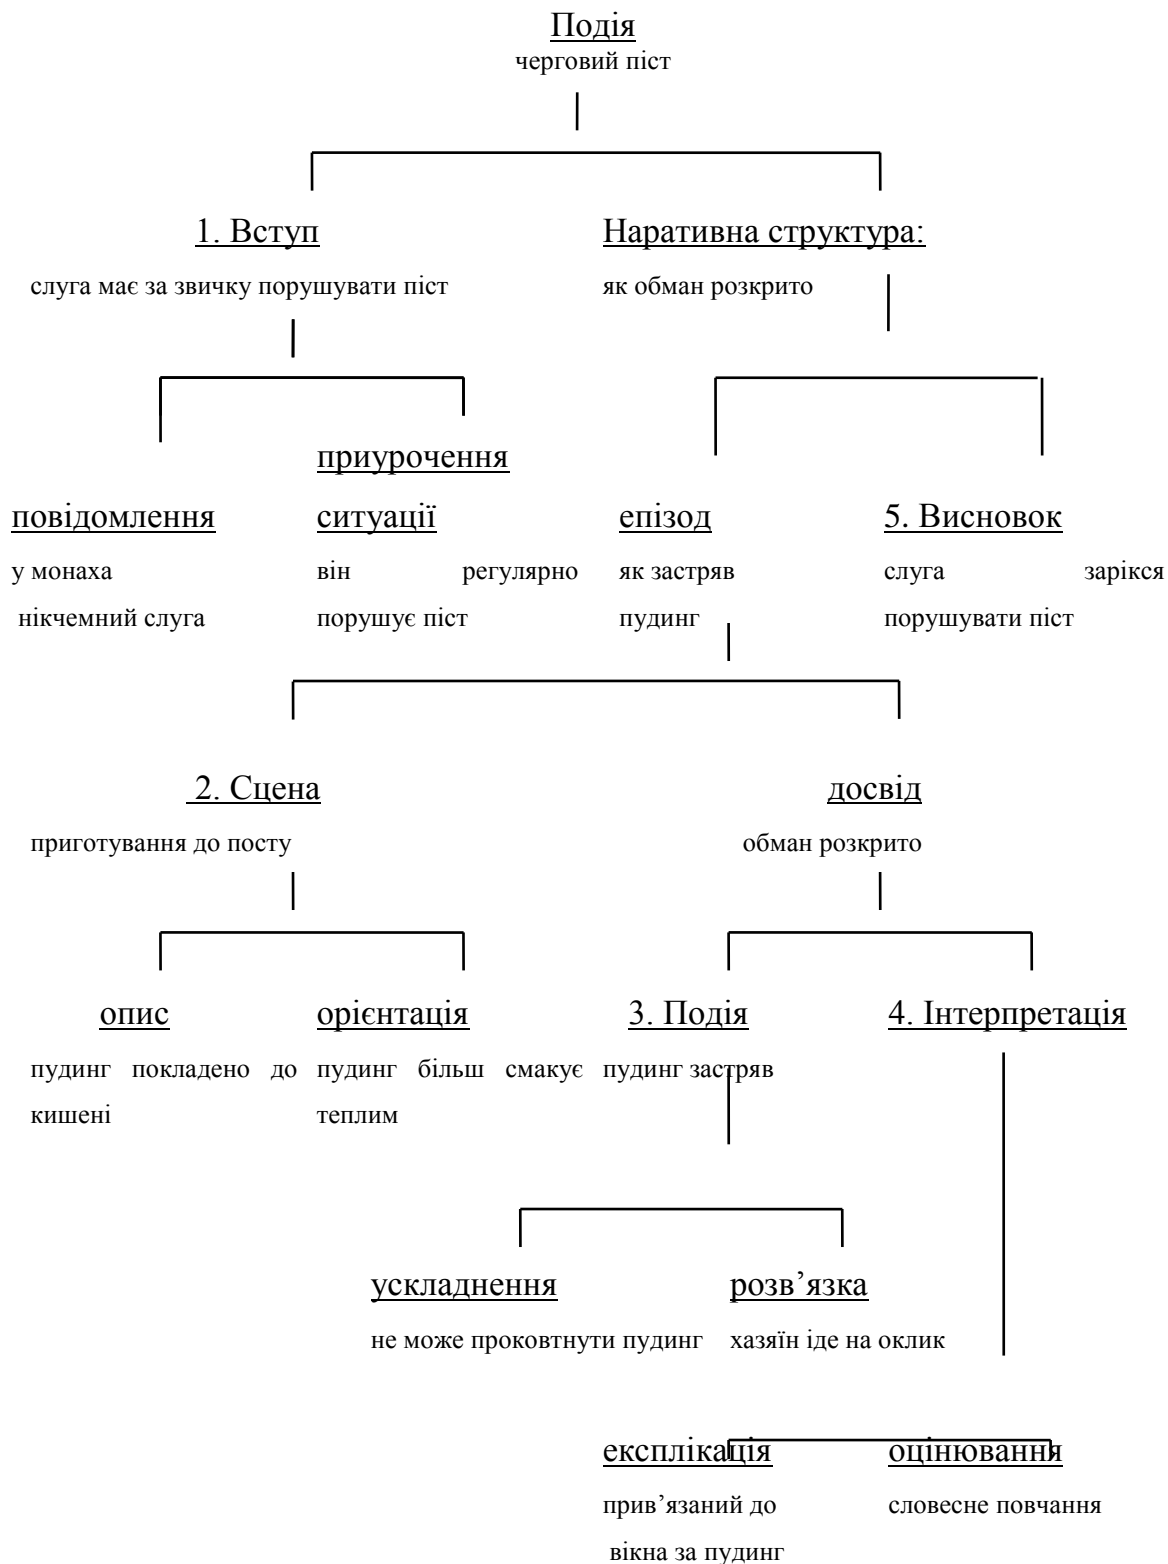 Подія
черговий піст
1. Вступ Наративна структура:
слуга має за звичку порушувати піст як обман розкрито
приурочення
повідомлення ситуації епізод 5. Висновок
у монаха він регулярно як застряв слуга зарікся
нікчемний слуга порушує піст пудинг порушувати піст
2. Сцена досвід
приготування до посту обман розкрито
опис орієнтація 3. Подія 4. Інтерпретація
пудинг покладено до пудинг більш смакує пудинг застряв
кишені теплим
ускладнення розв’язка
не може проковтнути пудинг хазяїн іде на оклик
експлікація оцінювання
прив’язаний до словесне повчання
вікна за пудинг